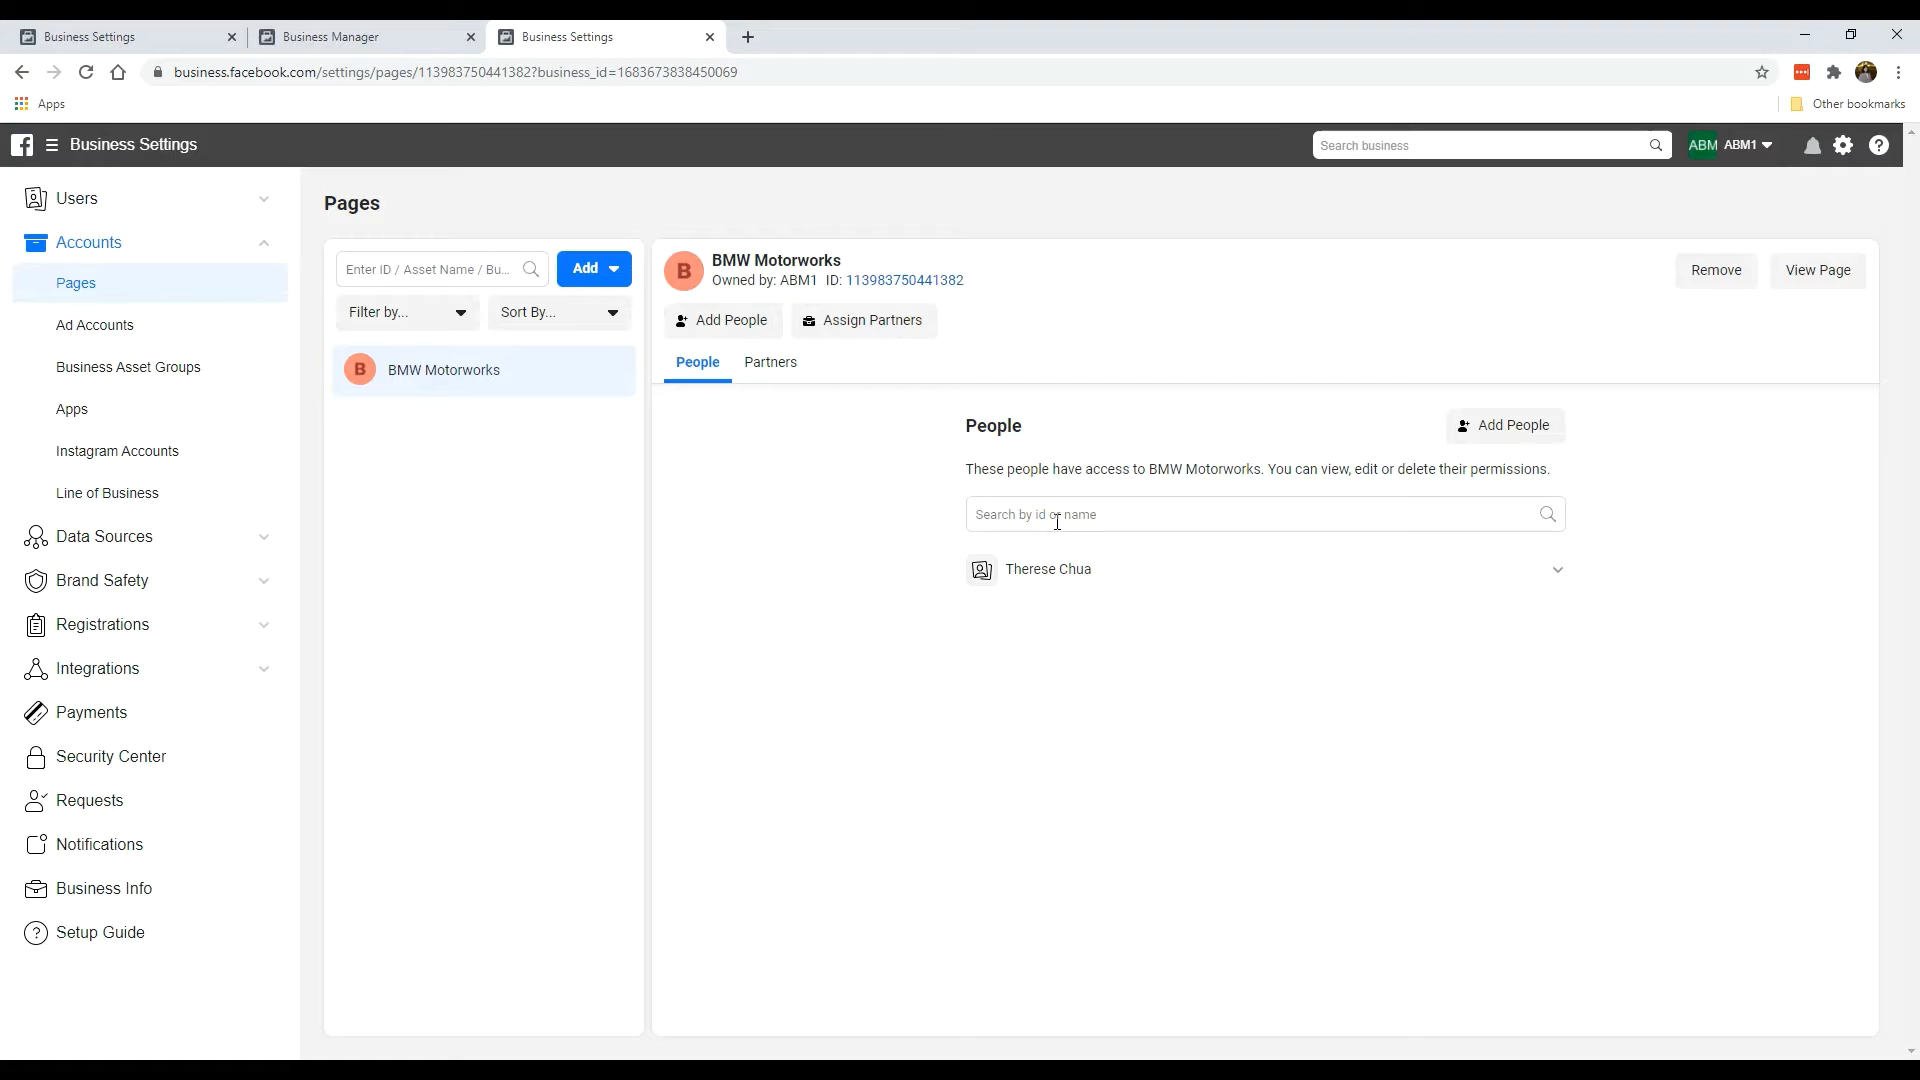 Business Settings
Business Manager
Business Settings
business.facebook.com/settings/pages/113983750441382?business_id=1683673838450069
Apps
Other bookmarks
Business Settings
Search business
ABM
ABM1
Users
Accounts
Pages
Ad Accounts
Business Asset Groups
Apps
Instagram Accounts
Line of Business
Data Sources
Brand Safety
Registrations
Integrations
Payments
Security Center
Requests
Notifications
Business Info
? Setup Guide
Pages
Enter ID / Asset Name / Bu...
Add
Filter by...
Sort By...
B BMW Motorworks
B
BMW Motorworks
Owned by: ABM1 ID: 113983750441382
Remove
View Page
Add People
Assign Partners
People
Partners
People
Add People
These people have access to BMW Motorworks. You can view, edit or delete their permissions.
Search by id or name
Therese Chua